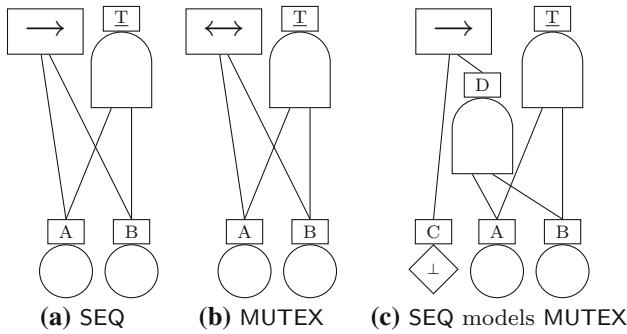 → T ↔ T → T
D
A B A B C A B
⊥
(a) SEQ (b) MUTEX (c) SEQ models MUTEX